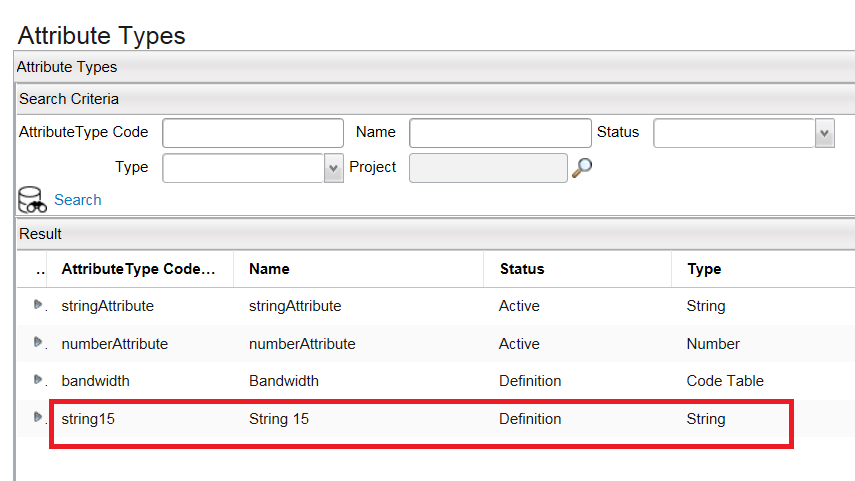 Attribute Types
Attribute Types
Search Criteria
AttributeType Code Name Status
Type Project
Search
Result
.. AttributeType Code... Name Status Type
stringAttribute stringAttribute Active String
numberAttribute numberAttribute Active Number
bandwidth Bandwidth Definition Code Table
string15 String 15 Definition String